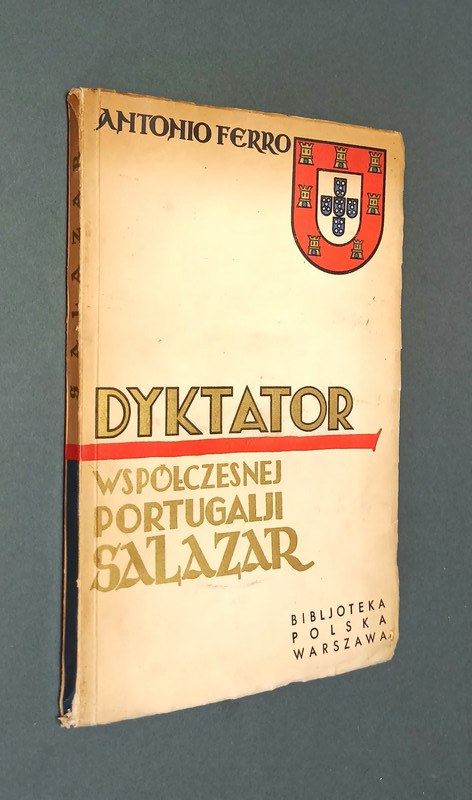 ANTONIO FERRO
DYKTATOR
WSPÓŁCZESNEJ
PORTUGALJI
SALAZAR
BIBLJOTEKA
POLSKA
WARSZAWA
SALAZAR